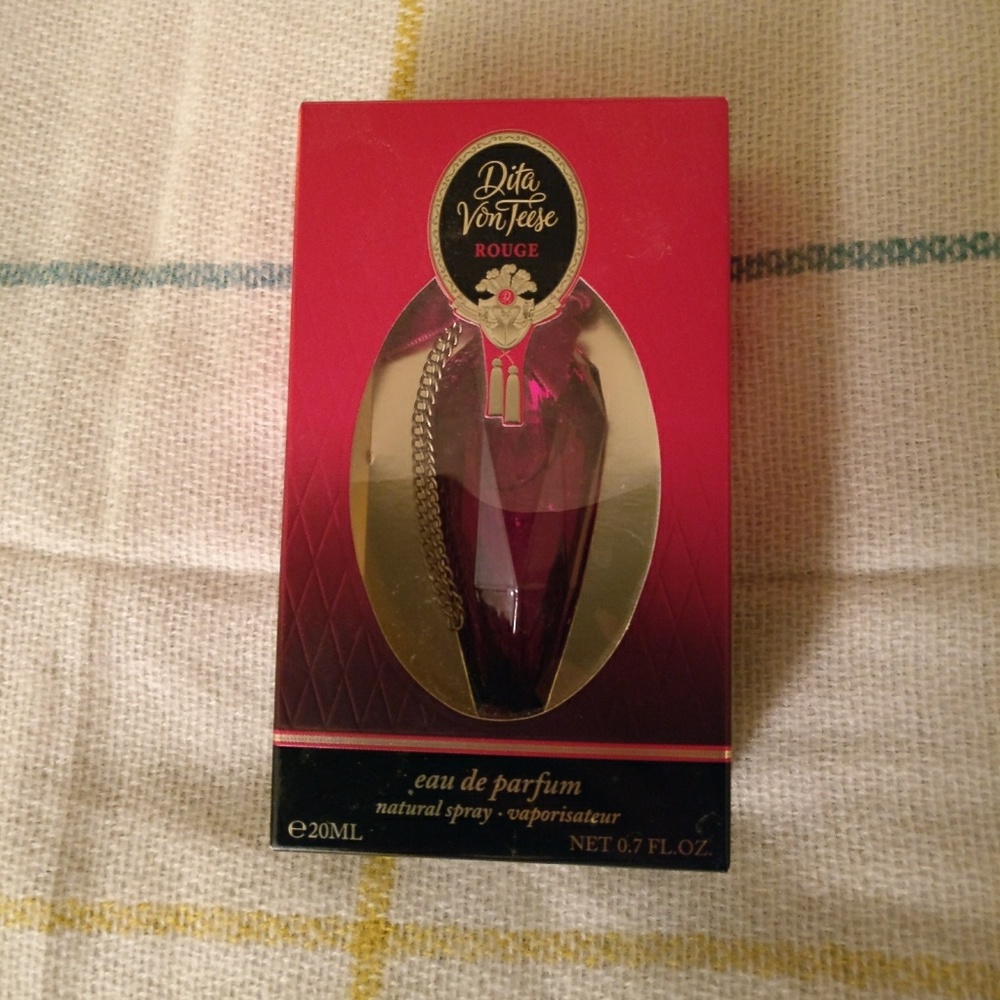 Dita
Von Teese
ROUGE
eau de parfum
natural spray · vaporisateur
℮20ML
NET 0.7 FL.OZ.